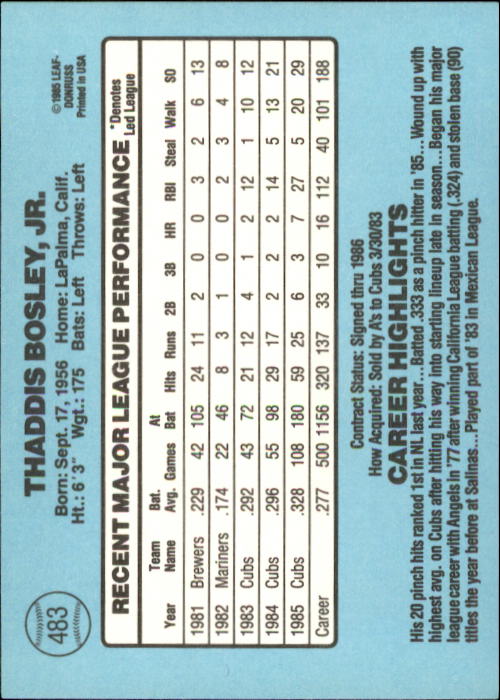 483
THADDIS BOSLEY, JR.
Born: Sept. 17, 1956 Home: LaPalma, Calif.
Ht.: 6'3" Wgt.: 175 Bats: Left Throws: Left
©1985 LEAF-
DONRUSS
Printed in USA
RECENT MAJOR LEAGUE PERFORMANCE
*Denotes
Led League
Year Team Name Bat. Avg. Games At Bat Hits Runs 2B 3B HR RBI Steal Walk SO
1981 Brewers .229 42 105 24 11 2 0 0 3 2 6 13
1982 Mariners .174 22 46 8 3 1 0 0 2 3 4 8
1983 Cubs .292 43 72 21 12 4 1 2 12 1 10 12
1984 Cubs .296 55 98 29 17 2 2 2 14 5 13 21
1985 Cubs .328 108 180 59 25 6 3 7 27 5 20 29
Career .277 500 1156 320 137 33 10 16 112 40 101 188
Contract Status: Signed thru 1986
How Acquired: Sold by A's to Cubs 3/30/83
CAREER HIGHLIGHTS
His 20 pinch hits ranked 1st in NL last year...Batted .333 as a pinch hitter in '85...Wound up with
highest avg. on Cubs after hitting his way into starting lineup late in season...Began his major
league career with Angels in '77 after winning California League batting (.324) and stolen base (90)
titles the year before at Salinas...Played part of '83 in Mexican League.